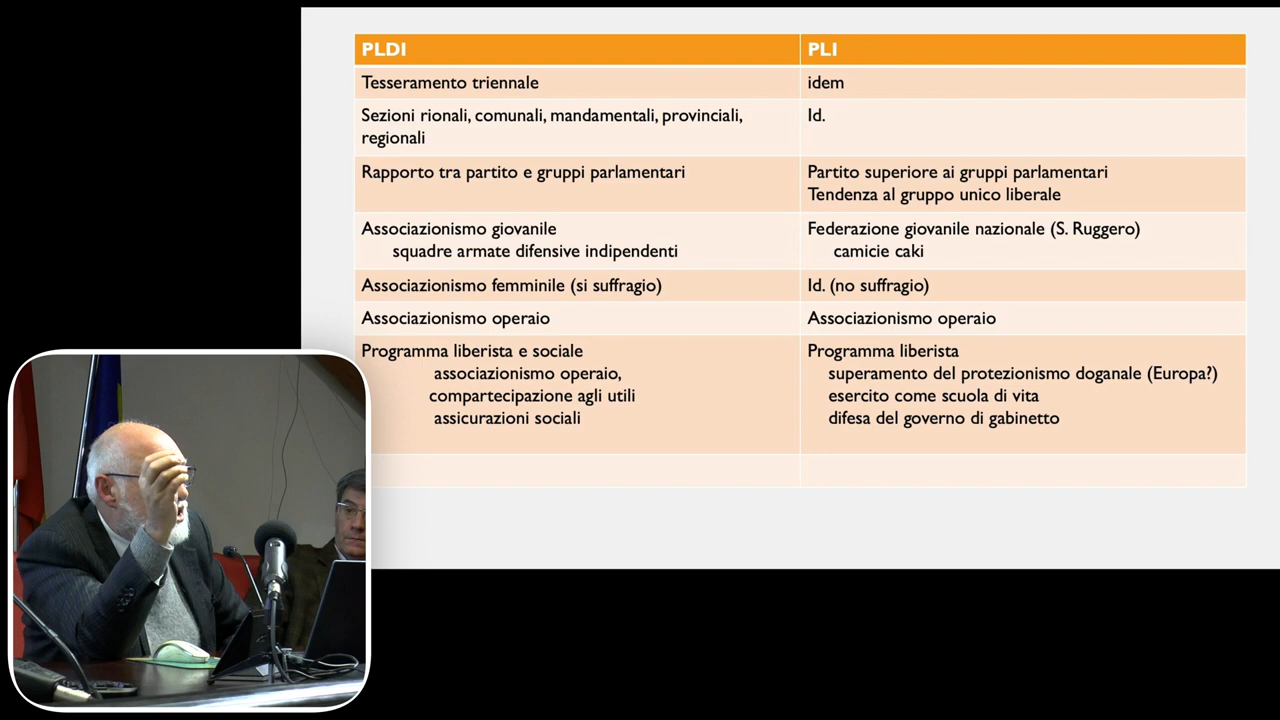 PLDI
PLI
Tesseramento triennale
idem
Sezioni rionali, comunali, mandamentali, provinciali,
regionali
Id.
Rapporto tra partito e gruppi parlamentari
Partito superiore ai gruppi parlamentari
Tendenza al gruppo unico liberale
Associazionismo giovanile
squadre armate difensive indipendenti
Federazione giovanile nazionale (S. Ruggero)
camicie caki
Associazionismo femminile (si suffragio)
Id. (no suffragio)
Associazionismo operaio
Associazionismo operaio
Programma liberista e sociale
associazionismo operaio,
compartecipazione agli utili
assicurazioni sociali
Programma liberista
superamento del protezionismo doganale (Europa?)
esercito come scuola di vita
difesa del governo di gabinetto